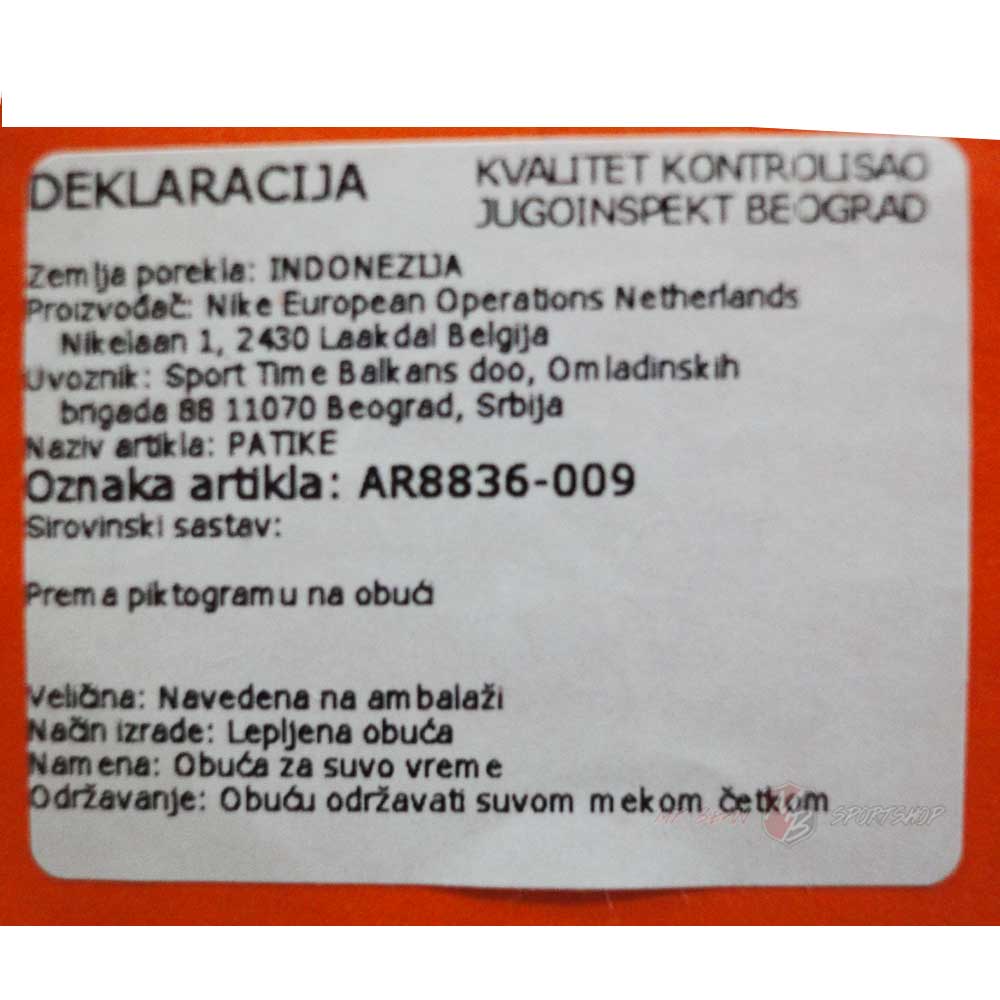 DEKLARACIJA
KVALITET KONTROLISAO
JUGOINSPEKT BEOGRAD
Zemlja porekla: INDONEZIJA
Proizvođač: Nike European Operations Netherlands
Nikelaan 1, 2430 Laakdal Belgija
Uvoznik: Sport Time Balkans doo, Omladinskih
brigada 88 11070 Beograd, Srbija
Naziv artikla: PATIKE
Oznaka artikla: AR8836-009
Sirovinski sastav:
Prema piktogramu na obući
Veličina: Navedena na ambalaži
Način izrade: Lepljena obuća
Namena: Obuća za suvo vreme
Održavanje: Obuću održavati suvom mekom četkom
SPORTSHOP